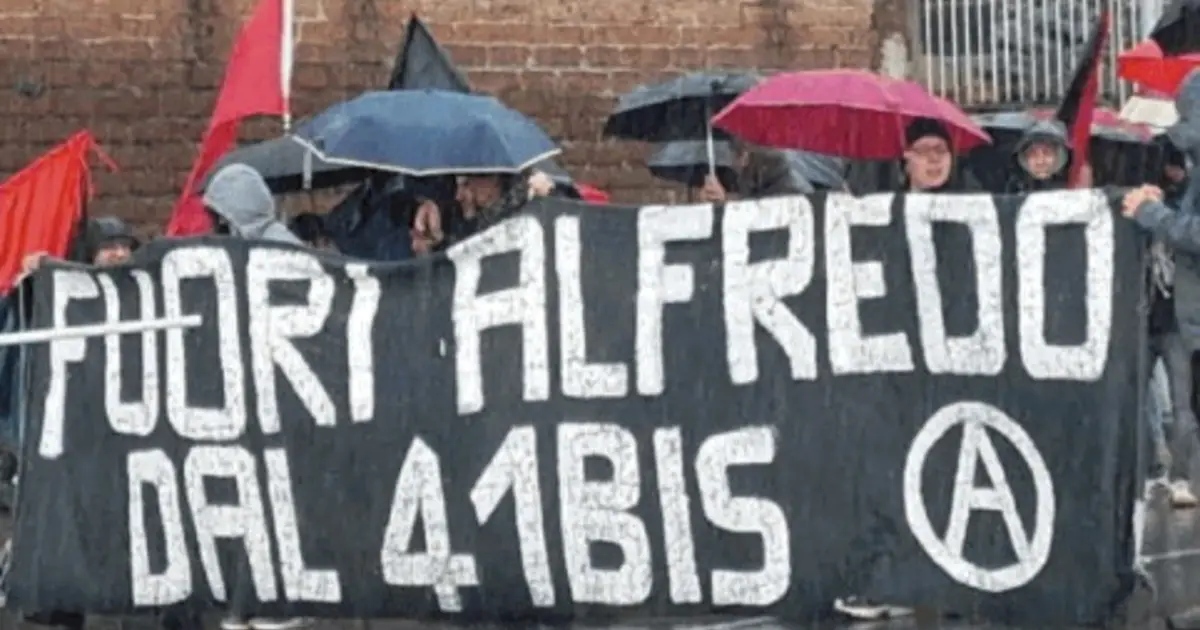 FUORI ALFREDO
DAL 41BIS Ⓐ